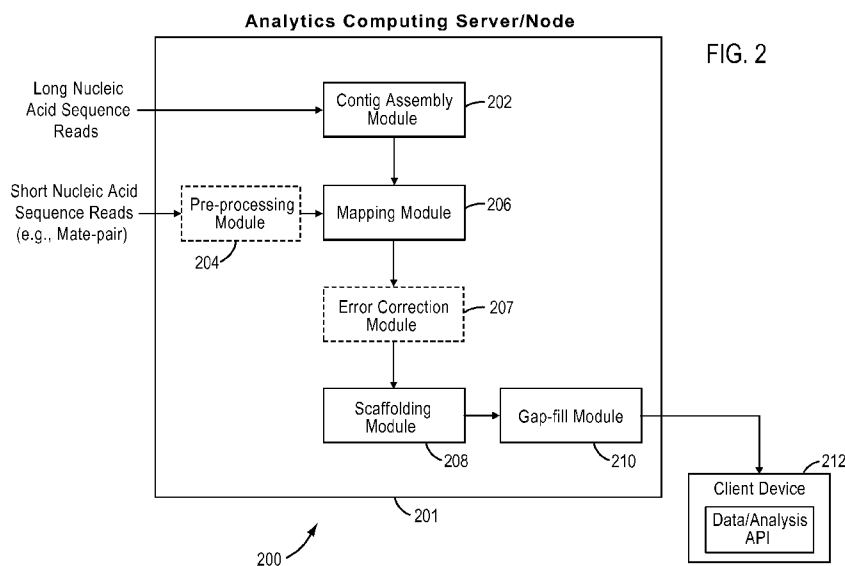 Analytics Computing Server/Node
FIG. 2
Long Nucleic
Acid Sequence
Reads
Contig Assembly
Module
202
Short Nucleic Acid
Sequence Reads
(e.g., Mate-pair)
Pre-processing
Module
204
Mapping Module
206
Error Correction
Module
207
Scaffolding
Module
208
Gap-fill Module
210
212
Client Device
Data/Analysis
API
201
200